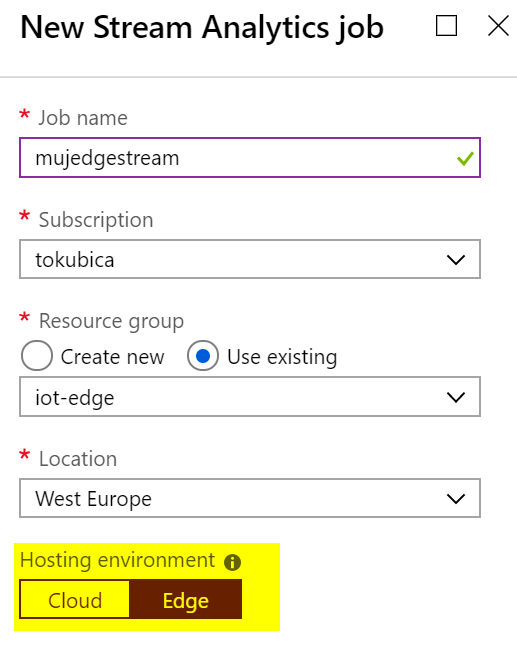 New Stream Analytics job
* Job name
mujedgestream
* Subscription
tokubica
* Resource group
Create new Use existing
iot-edge
* Location
West Europe
Hosting environment
Cloud Edge